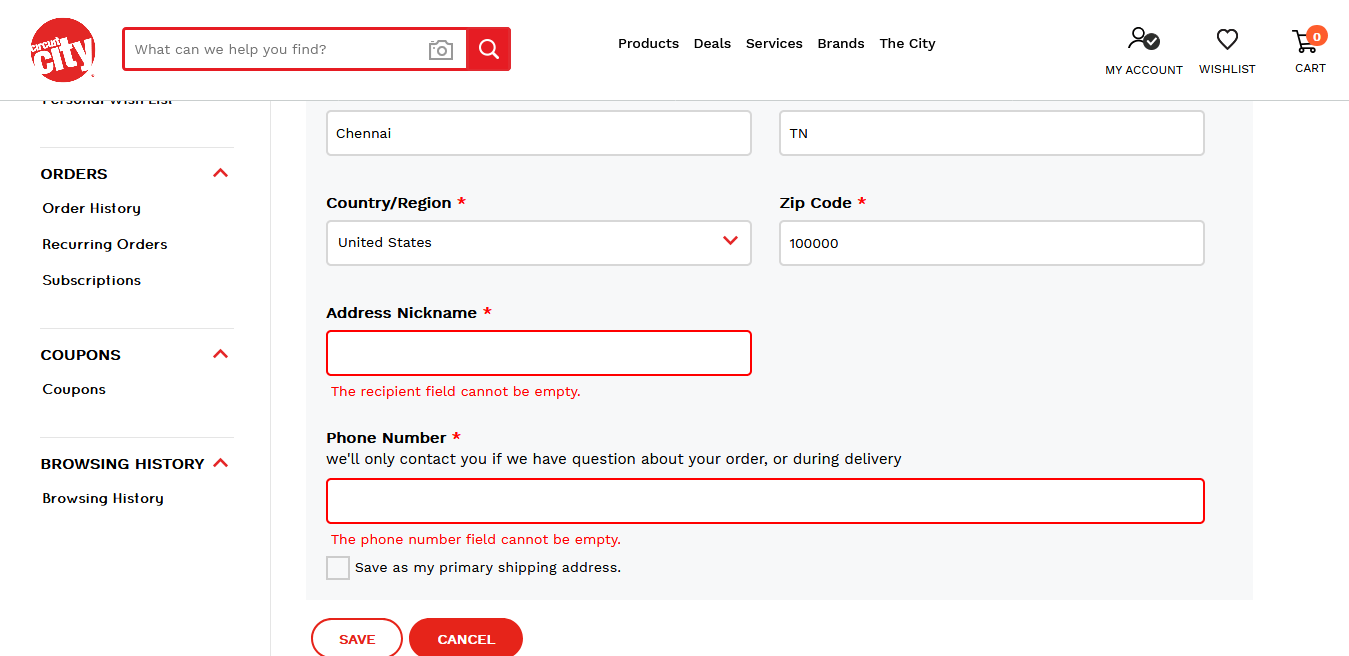 circuit city
What can we help you find?
Products Deals Services Brands The City
MY ACCOUNT WISHLIST 0 CART
Personal Wish List
ORDERS
Order History
Recurring Orders
Subscriptions
COUPONS
Coupons
BROWSING HISTORY
Browsing History
Chennai TN
Country/Region * Zip Code *
United States 100000
Address Nickname *
The recipient field cannot be empty.
Phone Number *
we'll only contact you if we have question about your order, or during delivery
The phone number field cannot be empty.
Save as my primary shipping address.
SAVE CANCEL